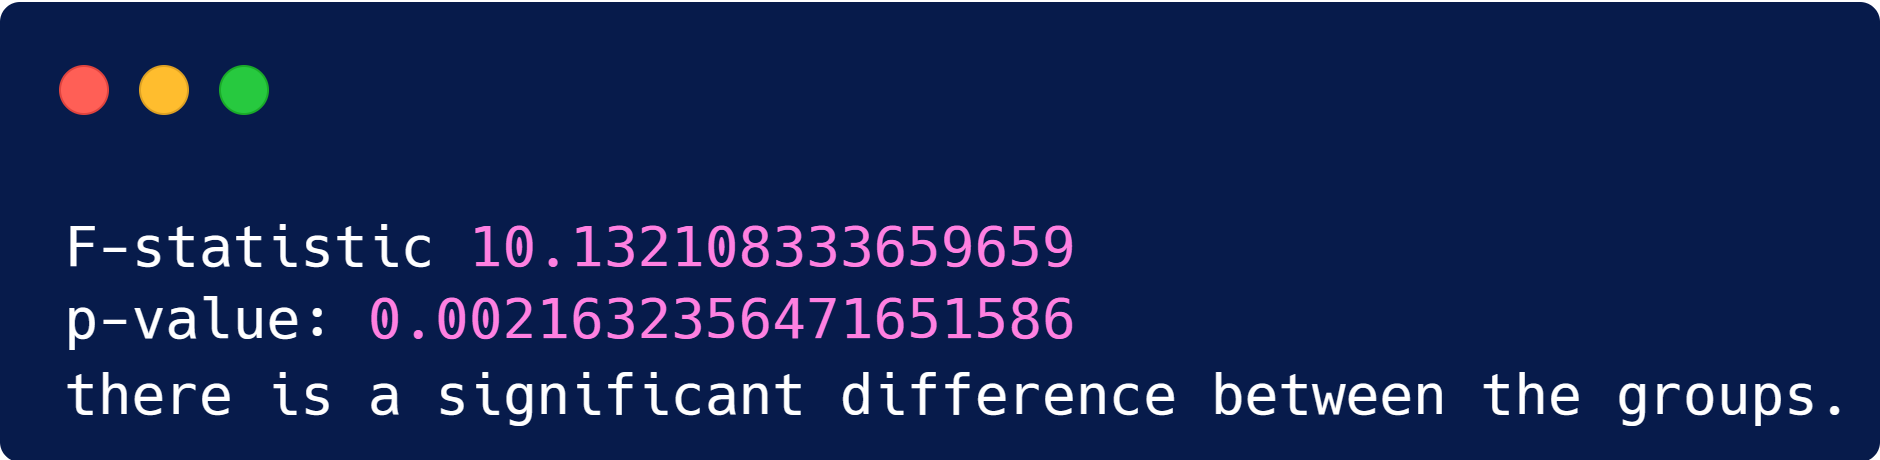 F-statistic 10.132108333659659
p-value: 0.0021632356471651586
there is a significant difference between the groups.